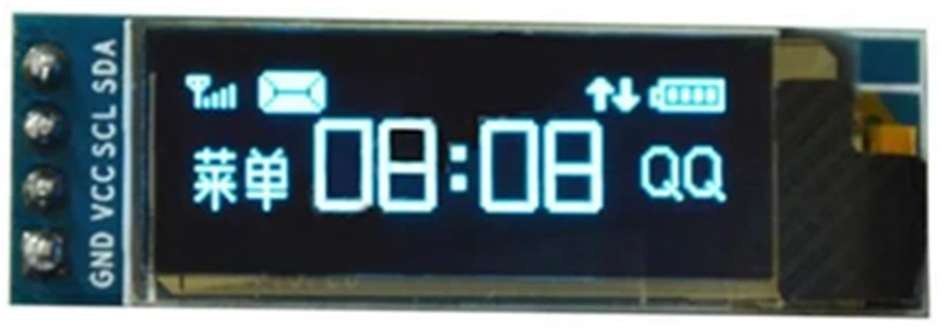 GND VCC SCL SDA
菜单 08:08 QQ